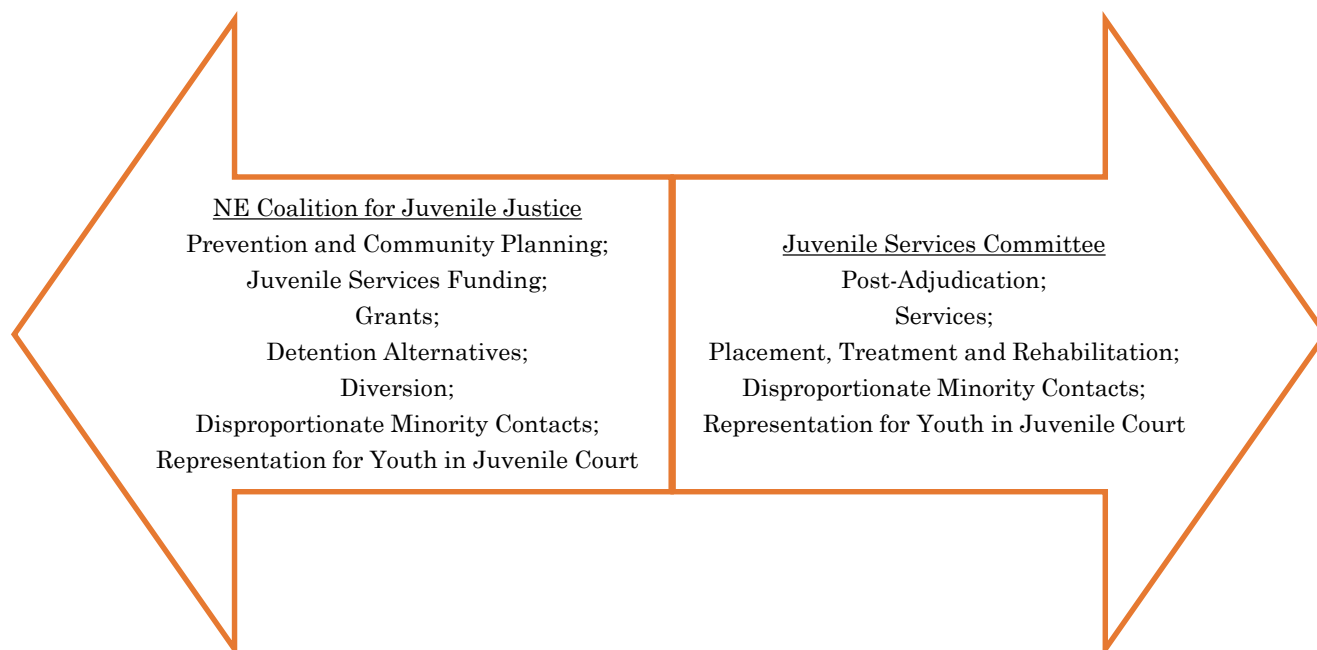 NE Coalition for Juvenile Justice
Prevention and Community Planning;
Juvenile Services Funding;
Grants;
Detention Alternatives;
Diversion;
Disproportionate Minority Contacts;
Representation for Youth in Juvenile Court
Juvenile Services Committee
Post-Adjudication;
Services;
Placement, Treatment and Rehabilitation;
Disproportionate Minority Contacts;
Representation for Youth in Juvenile Court